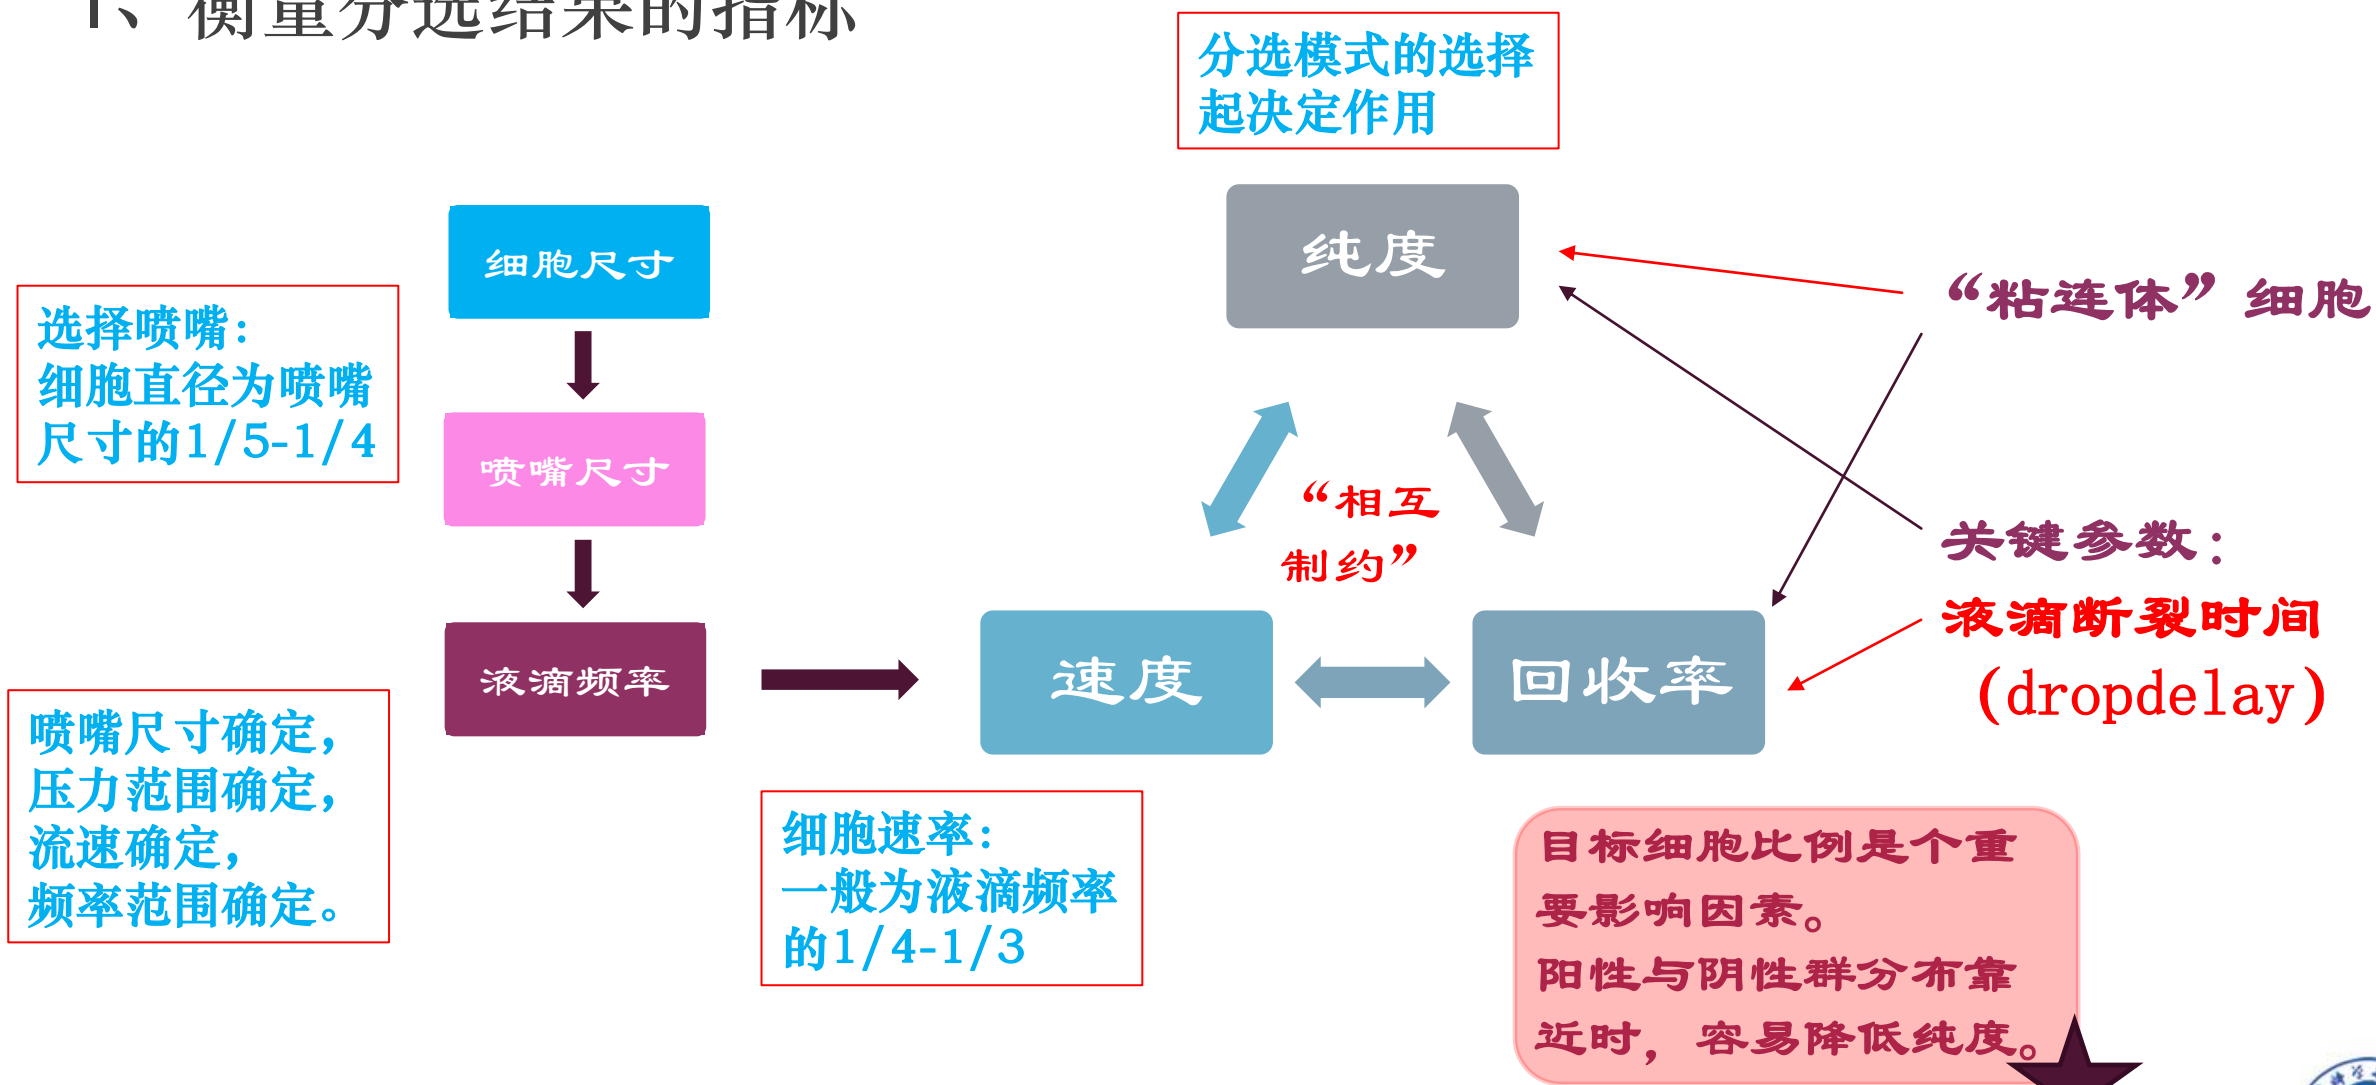 1、衡量分选结果的指标
分选模式的选择
起决定作用
细胞尺寸
选择喷嘴：
细胞直径为喷嘴
尺寸的1/5-1/4
喷嘴尺寸
液滴频率
喷嘴尺寸确定，
压力范围确定，
流速确定，
频率范围确定。
纯度
“相互
制约”
速度
回收率
细胞速率：
一般为液滴频率
的1/4-1/3
“粘连体”细胞
关键参数：
液滴断裂时间
（dropdelay）
目标细胞比例是个重
要影响因素。
阳性与阴性群分布靠
近时，容易降低纯度。